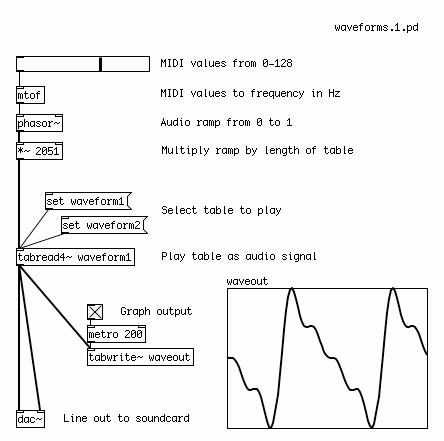 waveforms.1.pd
MIDI values from 0-128
mtof
MIDI values to frequency in Hz
phasor~
Audio ramp from 0 to 1
*~ 2051
Multiply ramp by length of table
set waveform1
set waveform2
Select table to play
tabread4~ waveform1
Play table as audio signal
waveout
Graph output
metro 200
tabwrite~ waveout
dac~
Line out to soundcard